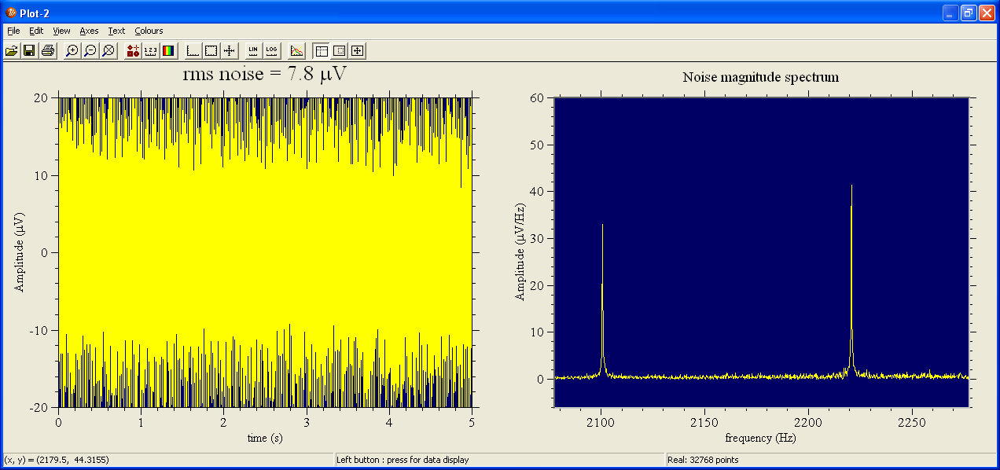 Plot-2
File Edit View Axes Text Colours
1 2 3 LIN LOG
rms noise = 7.8 µV
20
10
0
-10
-20
Amplitude (µV)
0 1 2 3 4 5
time (s)
Noise magnitude spectrum
60
50
40
30
20
10
0
Amplitude (µV/Hz)
2100 2150 2200 2250
frequency (Hz)
(x, y) = (2179.5, 44.3155)
Left button : press for data display
Real: 32768 points